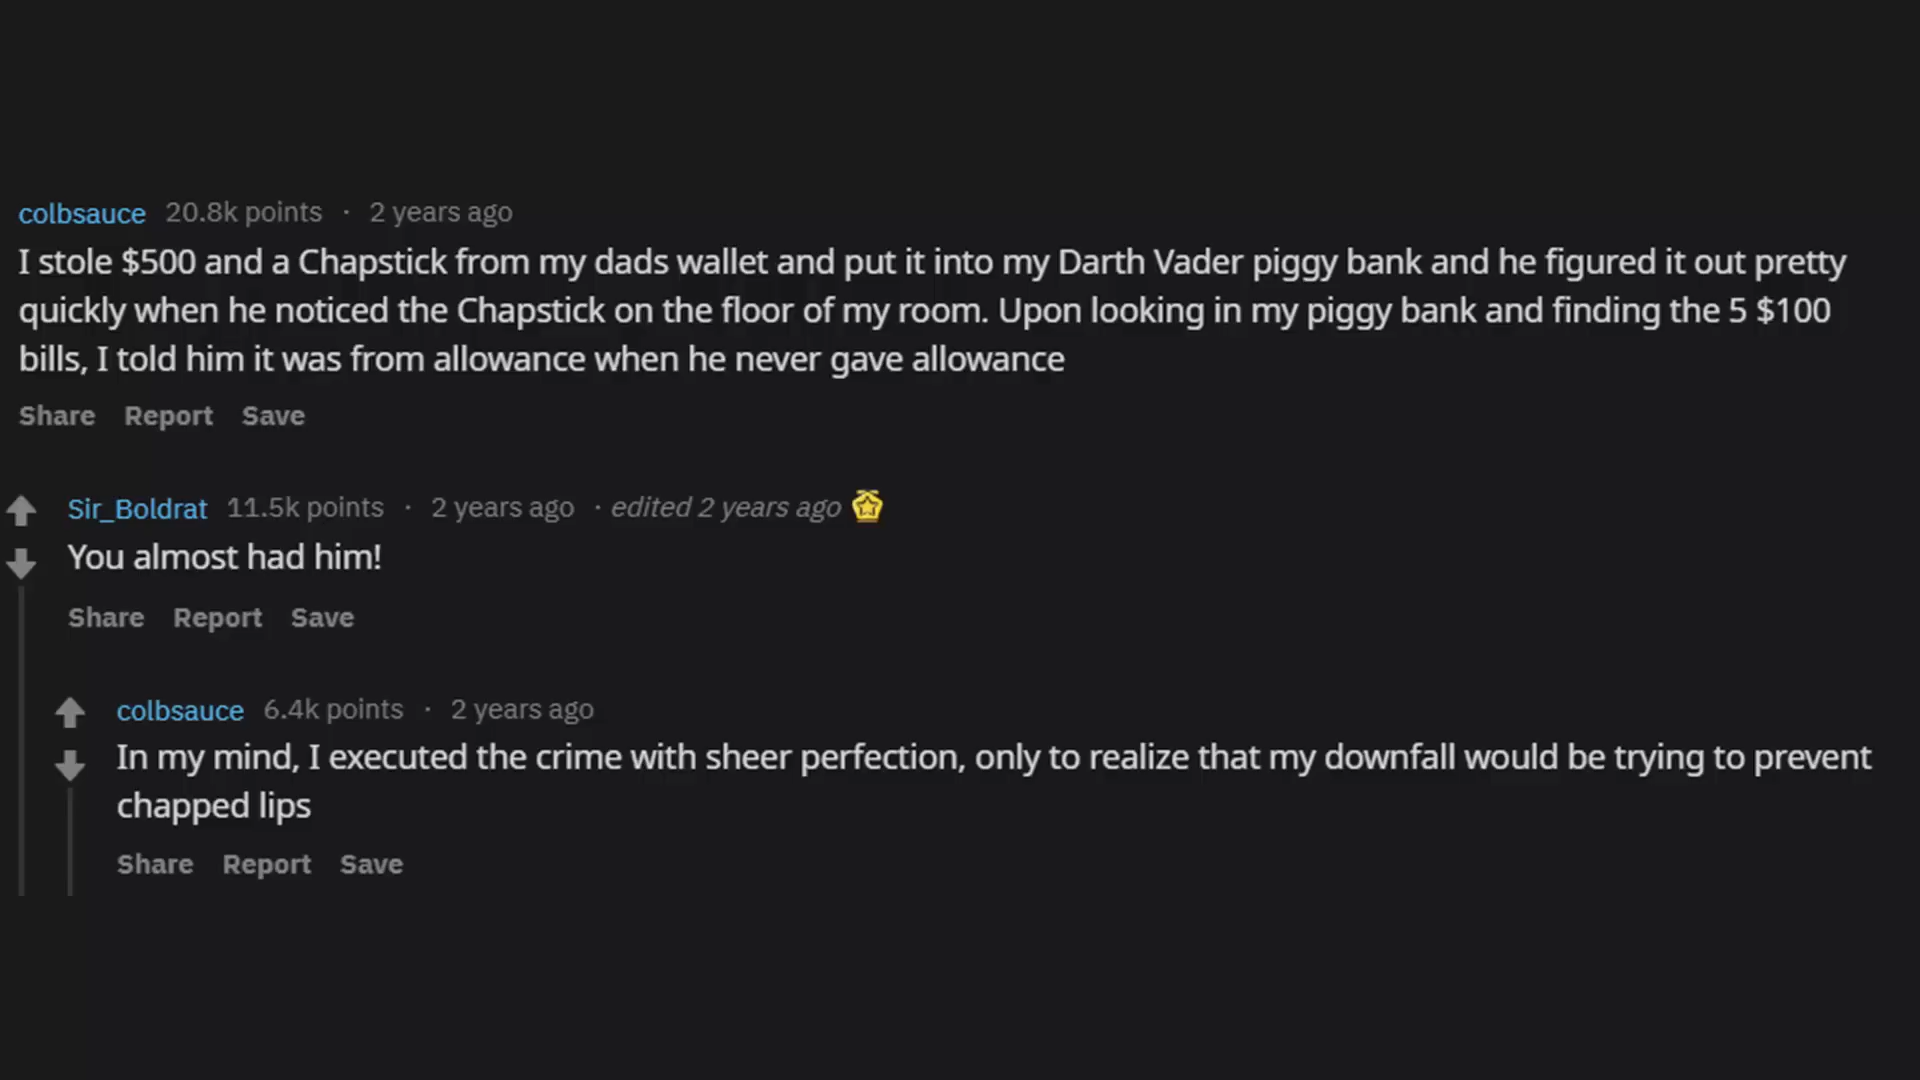 colbsauce 20.8k points · 2 years ago
I stole $500 and a Chapstick from my dads wallet and put it into my Darth Vader piggy bank and he figured it out pretty
quickly when he noticed the Chapstick on the floor of my room. Upon looking in my piggy bank and finding the 5 $100
bills, I told him it was from allowance when he never gave allowance
Share Report Save
Sir_Boldrat 11.5k points · 2 years ago · edited 2 years ago
You almost had him!
Share Report Save
colbsauce 6.4k points · 2 years ago
In my mind, I executed the crime with sheer perfection, only to realize that my downfall would be trying to prevent
chapped lips
Share Report Save